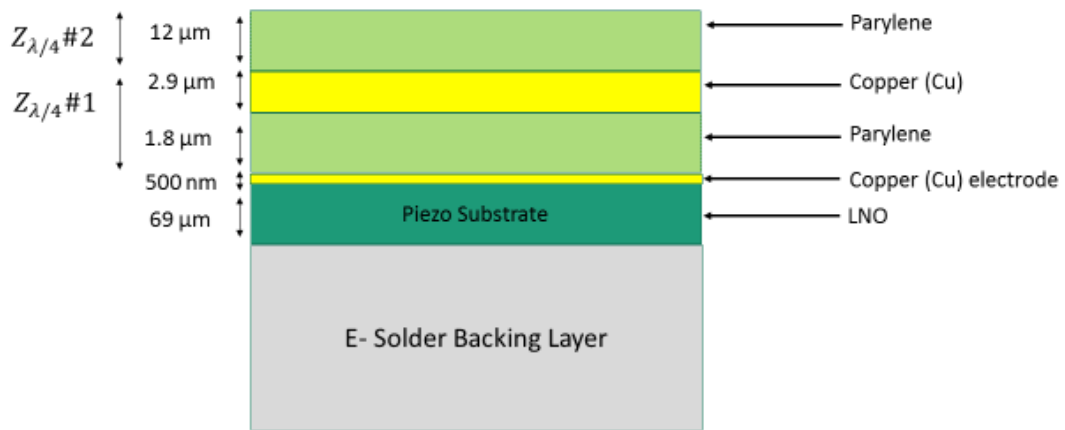 Z_{λ/4}#2
12 μm
Parylene
2.9 μm
Copper (Cu)
Z_{λ/4}#1
1.8 μm
Parylene
500 nm
Copper (Cu) electrode
69 μm
Piezo Substrate
LNO
E- Solder Backing Layer